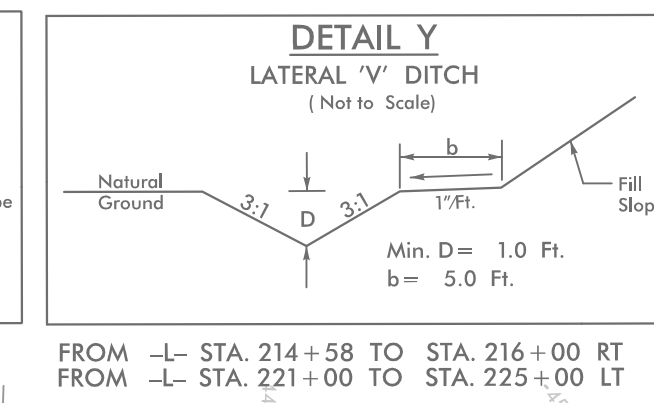 DETAIL Y
LATERAL 'V' DITCH
( Not to Scale)
b
Natural
Ground
3:1
D
3:1
1"/Ft.
Fill
Slop
Min. D= 1.0 Ft.
b= 5.0 Ft.
pe
FROM –L– STA. 214+58 TO STA. 216+00 RT
FROM –L– STA. 221+00 TO STA. 225+00 LT